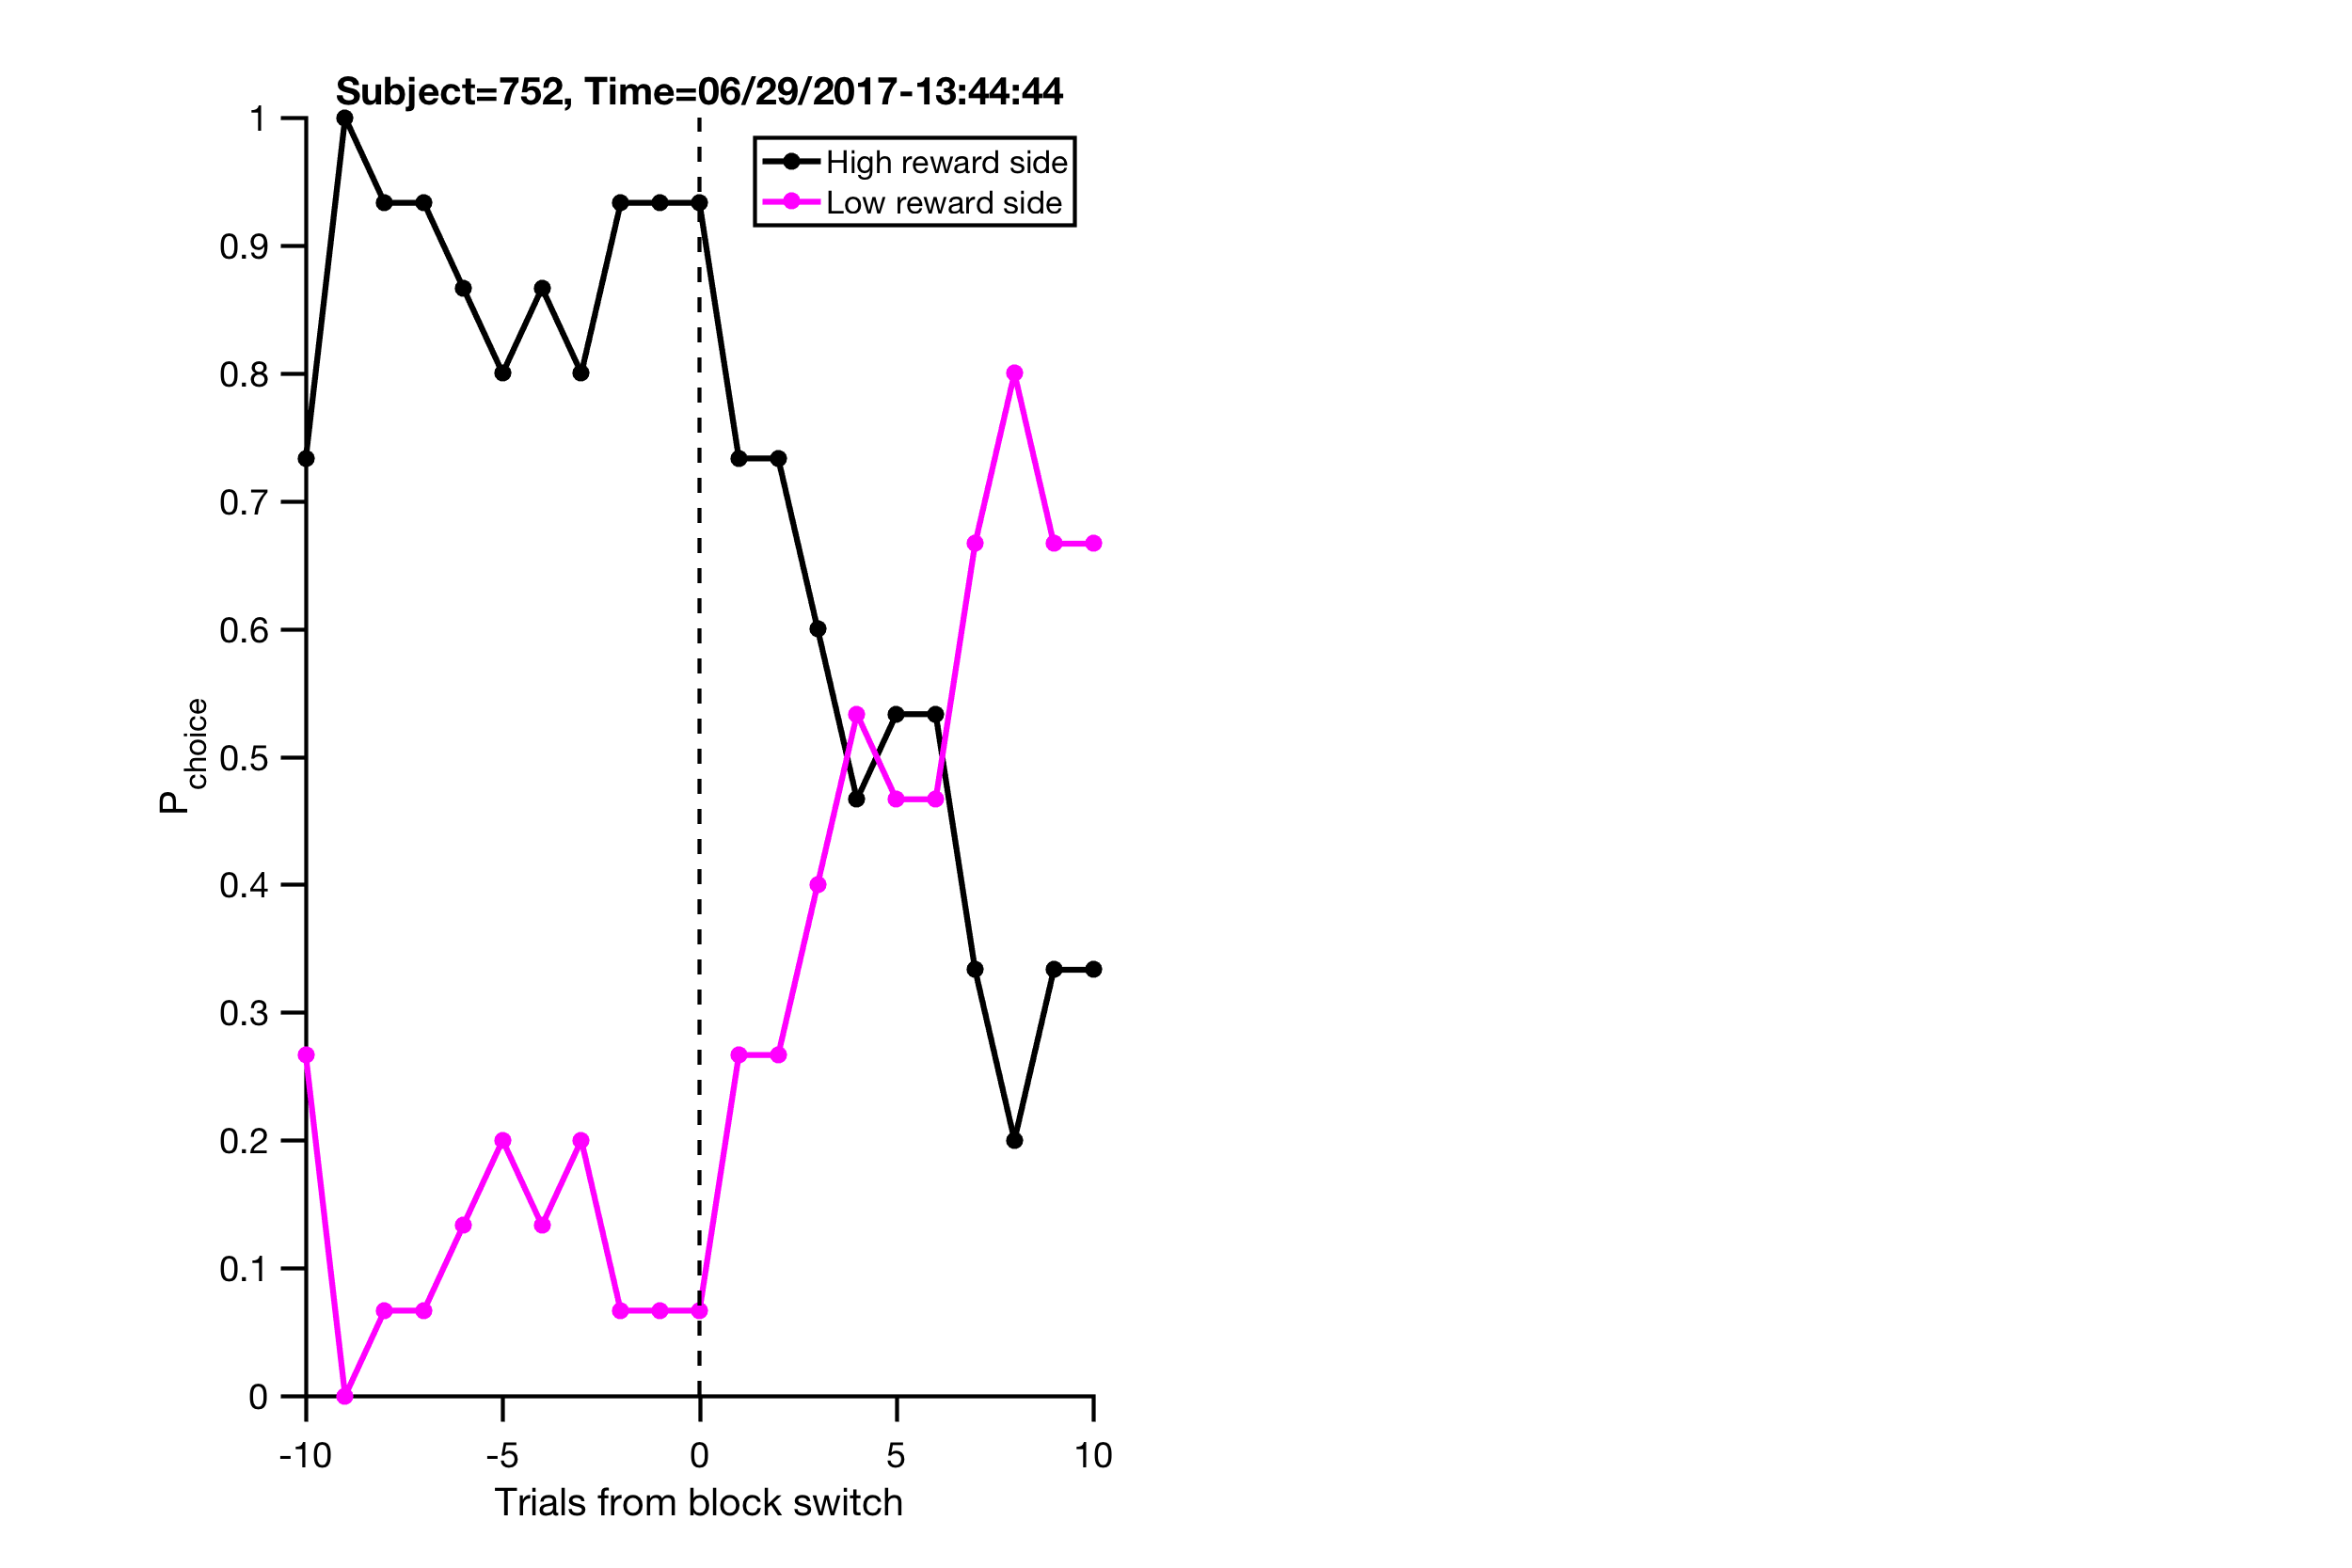 Subject=752, Time=06/29/2017-13:44:44
High reward side
Low reward side
1
0.9
0.8
0.7
0.6
0.5
0.4
0.3
0.2
0.1
0
P choice
-10 -5 0 5 10
Trials from block switch